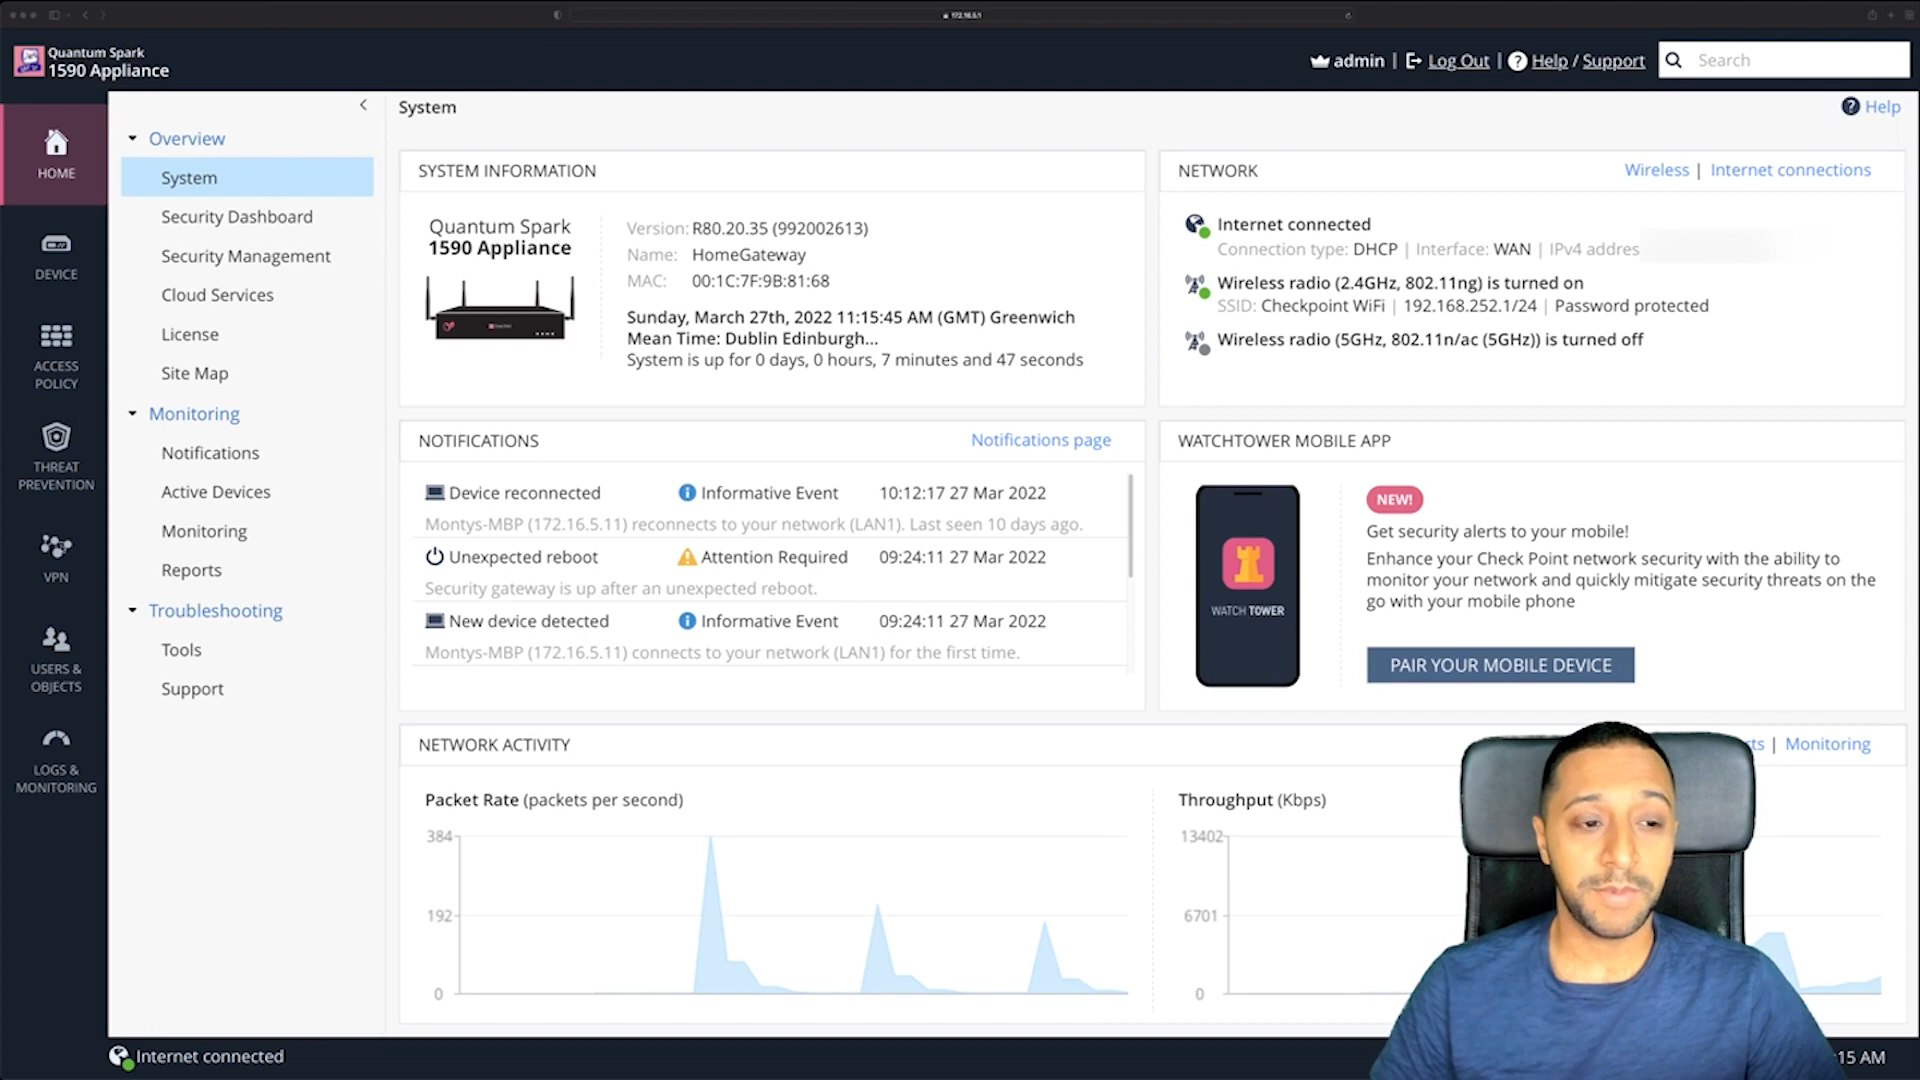 172.16.5.1
Quantum Spark
1590 Appliance
admin | Log Out | Help / Support
Search
HOME
DEVICE
ACCESS
POLICY
THREAT
PREVENTION
VPN
USERS &
OBJECTS
LOGS &
MONITORING
Overview
System
Security Dashboard
Security Management
Cloud Services
License
Site Map
Monitoring
Notifications
Active Devices
Monitoring
Reports
Troubleshooting
Tools
Support
System
Help
SYSTEM INFORMATION
Quantum Spark
1590 Appliance
Version: R80.20.35 (992002613)
Name: HomeGateway
MAC: 00:1C:7F:9B:81:68
Sunday, March 27th, 2022 11:15:45 AM (GMT) Greenwich
Mean Time: Dublin Edinburgh...
System is up for 0 days, 0 hours, 7 minutes and 47 seconds
NETWORK
Wireless | Internet connections
Internet connected
Connection type: DHCP | Interface: WAN | IPv4 addres
Wireless radio (2.4GHz, 802.11ng) is turned on
SSID: Checkpoint WiFi | 192.168.252.1/24 | Password protected
Wireless radio (5GHz, 802.11n/ac (5GHz)) is turned off
NOTIFICATIONS
Notifications page
Device reconnected Informative Event 10:12:17 27 Mar 2022
Montys-MBP (172.16.5.11) reconnects to your network (LAN1). Last seen 10 days ago.
Unexpected reboot Attention Required 09:24:11 27 Mar 2022
Security gateway is up after an unexpected reboot.
New device detected Informative Event 09:24:11 27 Mar 2022
Montys-MBP (172.16.5.11) connects to your network (LAN1) for the first time.
WATCHTOWER MOBILE APP
WATCH TOWER
NEW!
Get security alerts to your mobile!
Enhance your Check Point network security with the ability to
monitor your network and quickly mitigate security threats on the
go with your mobile phone
PAIR YOUR MOBILE DEVICE
NETWORK ACTIVITY
rts | Monitoring
Packet Rate (packets per second)
384
192
0
Throughput (Kbps)
13402
6701
0
Internet connected
:15 AM